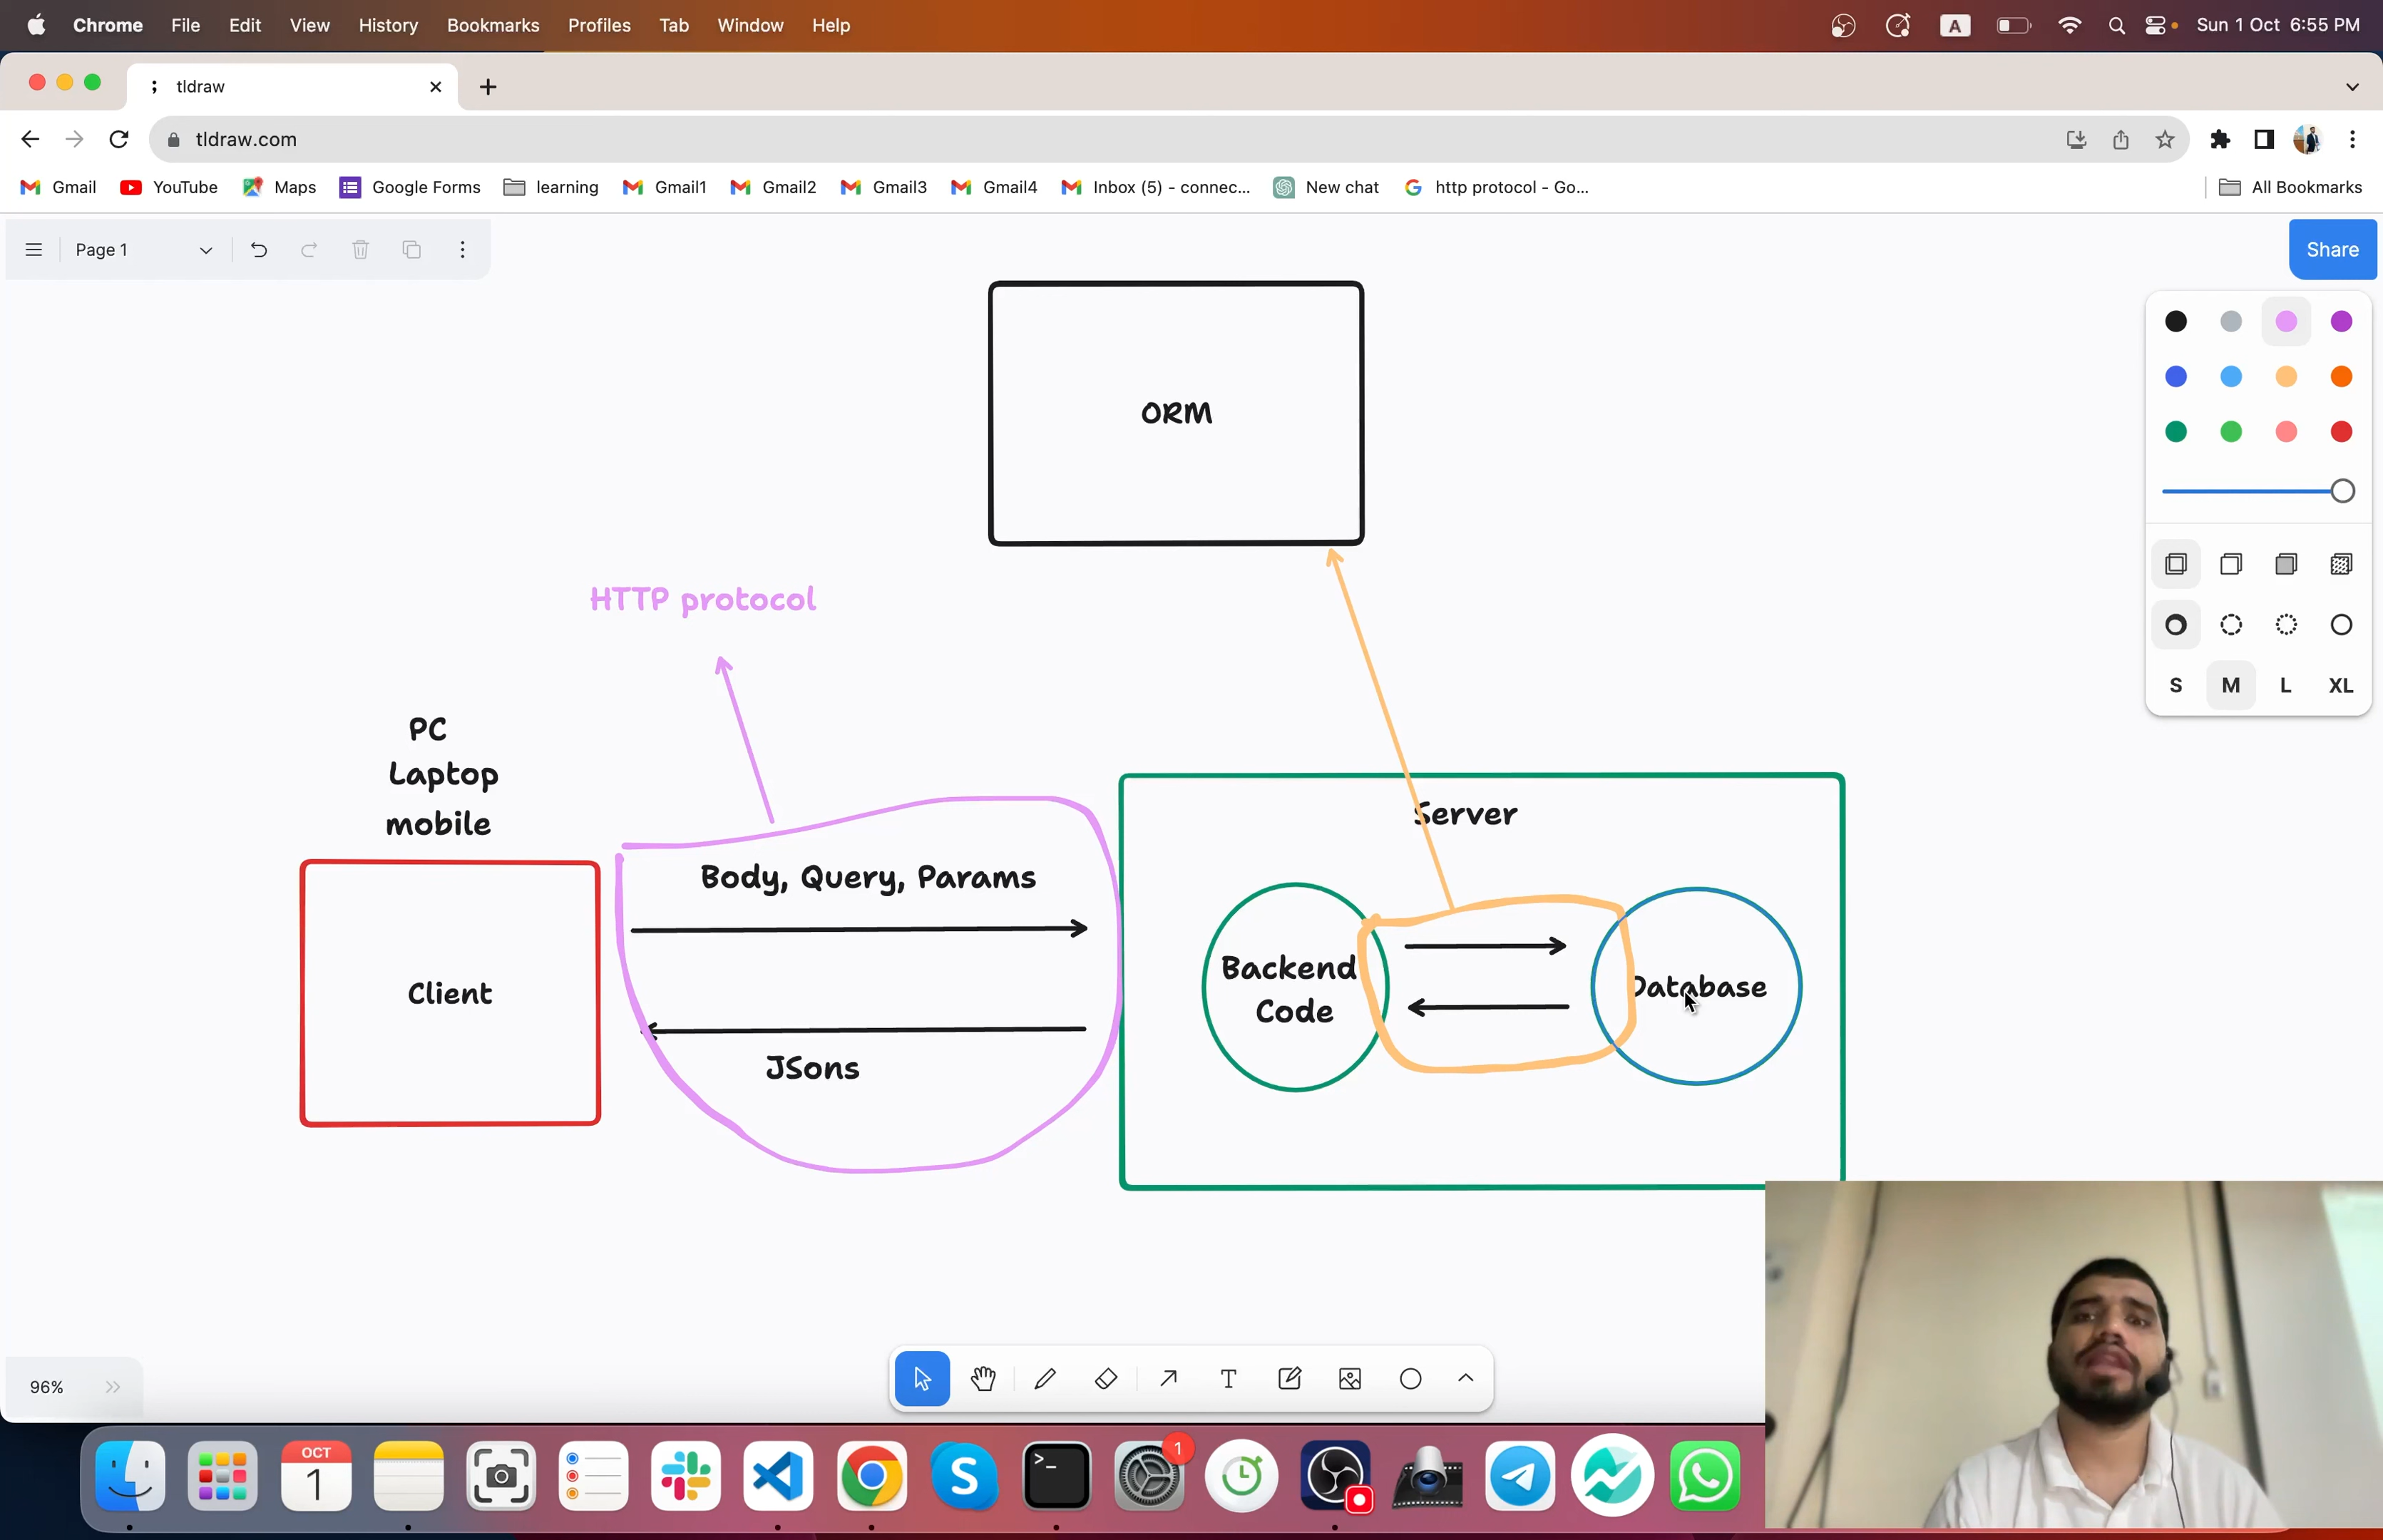 Chrome File Edit View History Bookmarks Profiles Tab Window Help A Sun 1 Oct 6:55 PM
tldraw
tldraw.com
Gmail YouTube Maps Google Forms learning Gmail1 Gmail2 Gmail3 Gmail4 Inbox (5) - connec... New chat http protocol - Go... All Bookmarks
Page 1 Share
ORM
HTTP protocol
S M L XL
PC
Laptop
mobile
Server
Body, Query, Params
Client
Backend
Code
Database
JSons
96%
T
OCT
1
1